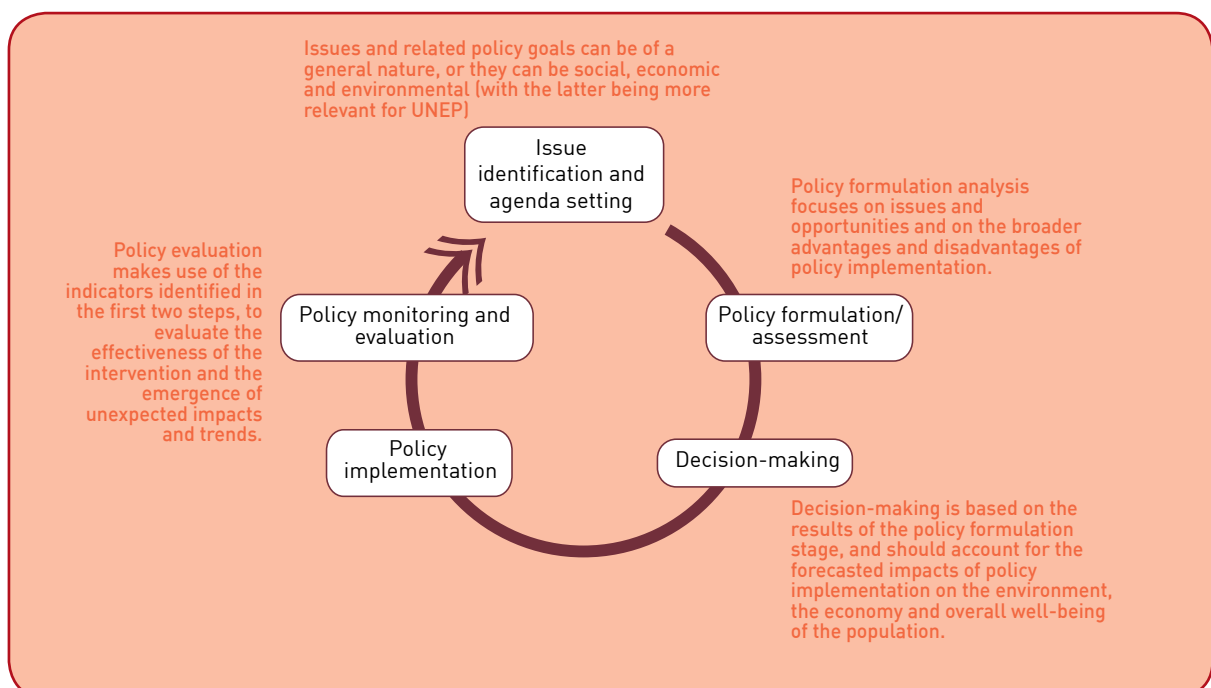 Issues and related policy goals can be of a
general nature, or they can be social, economic
and environmental (with the latter being more
relevant for UNEP)
Issue
identification and
agenda setting
Policy formulation analysis
focuses on issues and
opportunities and on the broader
advantages and disadvantages of
policy implementation.
Policy formulation/
assessment
Decision-making
Decision-making is based on the
results of the policy formulation
stage, and should account for the
forecasted impacts of policy
implementation on the environment,
the economy and overall well-being
of the population.
Policy
implementation
Policy monitoring and
evaluation
Policy evaluation
makes use of the
indicators identified in
the first two steps, to
evaluate the
effectiveness of the
intervention and the
emergence of
unexpected impacts
and trends.